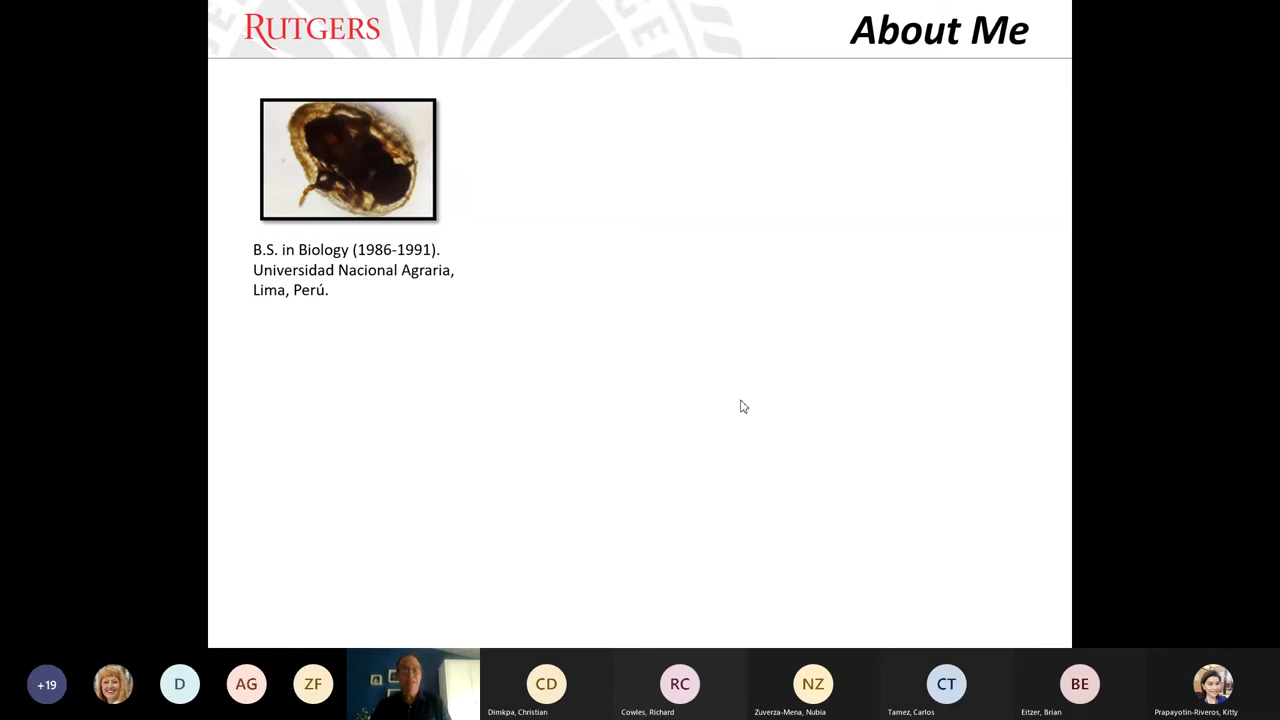 RUTGERS
About Me
B.S. in Biology (1986-1991).
Universidad Nacional Agraria,
Lima, Perú.
+19
D
AG
ZF
CD
RC
NZ
CT
BE
Dimkpa, Christian
Cowles, Richard
Zuverza-Mena, Nubia
Tamez, Carlos
Eitzer, Brian
Prapayotin-Riveros, Kitty